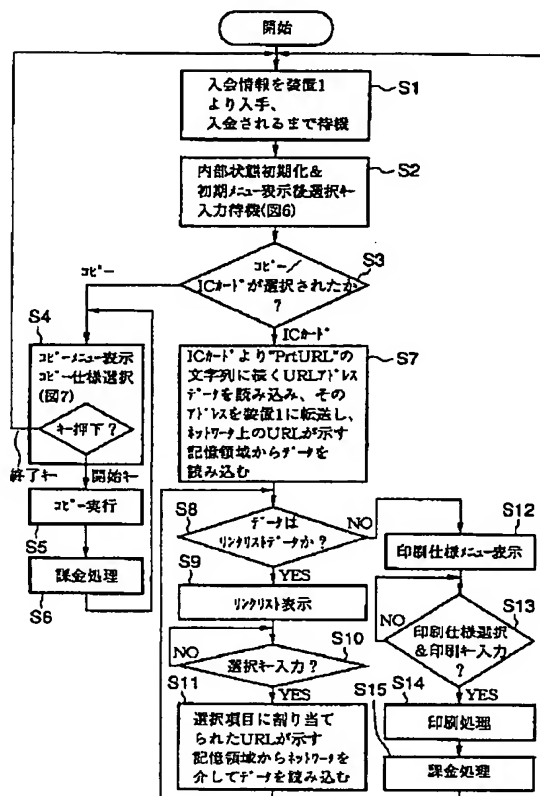 開始
入会情報を装置1
より入手、
入金されるまで待機
S1
内部状態初期化&
初期メニュー表示後選択キー
入力待機(図6)
S2
コピー/
ICカードが選択されたか
?
S3
コピー
ICカード
S4
コピーメニュー表示
コピー仕様選択
(図7)
キー押下?
終了キー
開始キー
コピー実行
S5
課金処理
S6
ICカードより"PrtURL"の
文字列に続くURLアドレス
データを読み込み、その
アドレスを装置1に転送し、
ネットワーク上のURLが示す
記憶領域からデータを
読み込む
S7
S8
データは
リンクリストデータか?
NO
YES
S9
リンクリスト表示
S10
選択キー入力?
NO
YES
S11
選択項目に割り当て
られたURLが示す
記憶領域からネットワークを
介してデータを読み込む
S12
印刷仕様メニュー表示
S13
NO
印刷仕様選択
&印刷キー入力
?
YES
S14
印刷処理
S15
課金処理